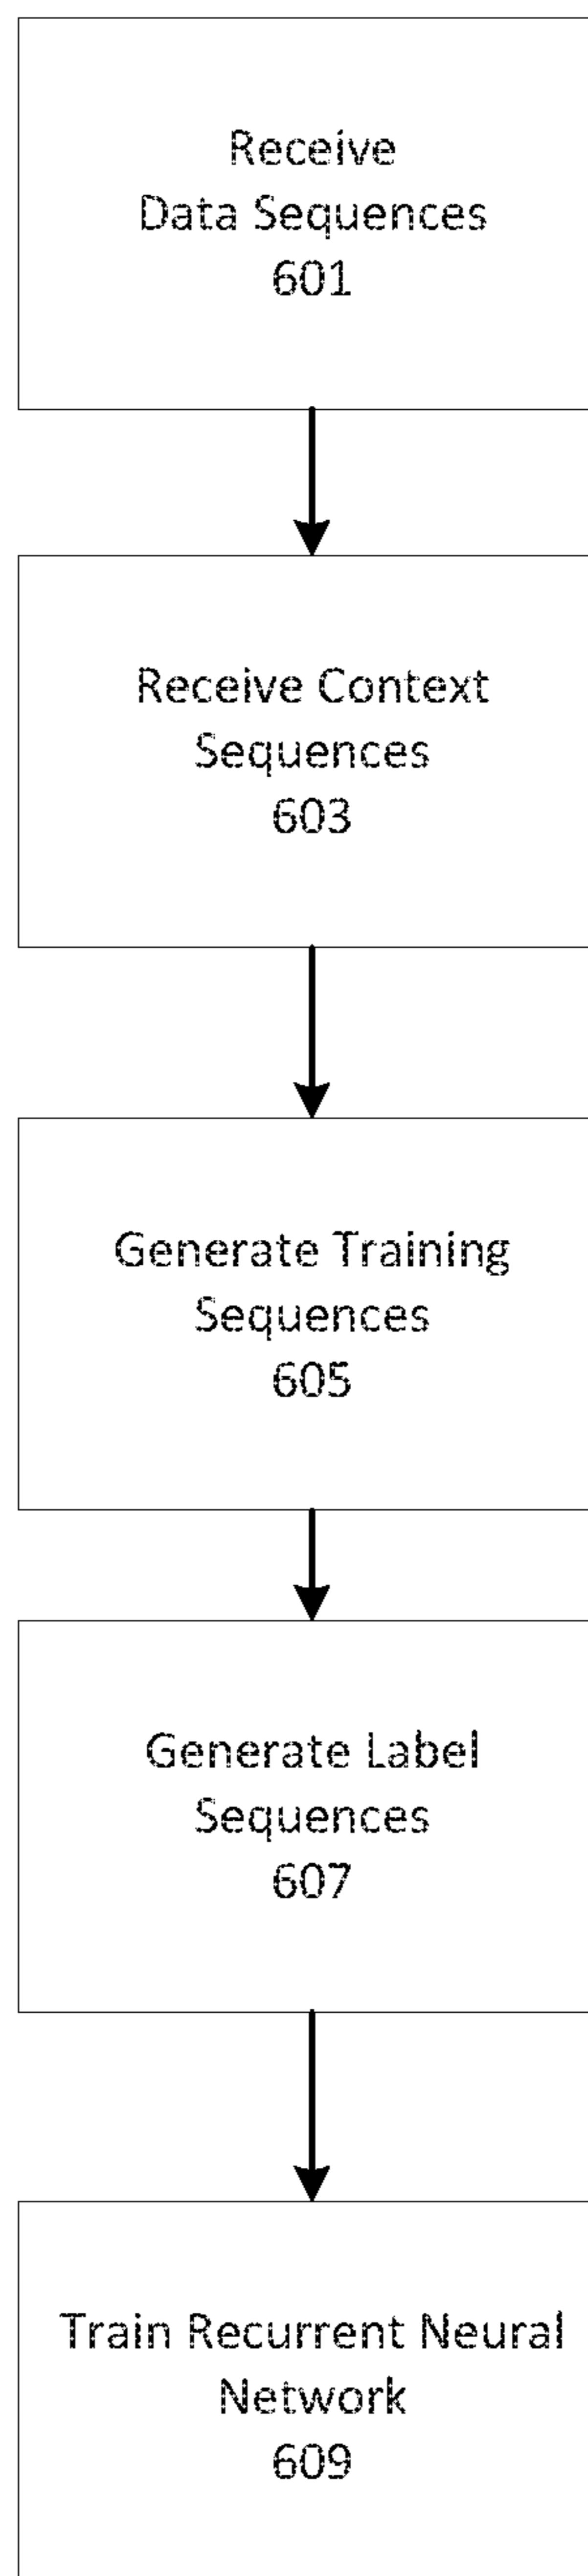 Receive
Data Sequences
601
Receive Context
Sequences
603
Generate Training
Sequences
605
Generate Label
Sequences
607
Train Recurrent Neural
Network
609